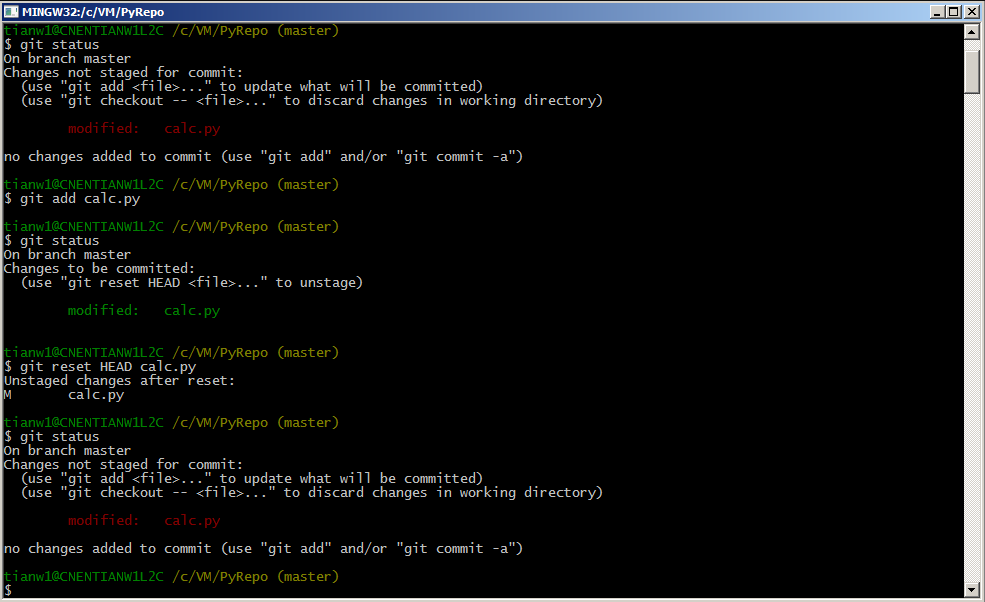 MINGW32:/c/VM/PyRepo
tianw1@CNENTIANW1L2C /c/VM/PyRepo (master)
$ git status
On branch master
Changes not staged for commit:
  (use "git add <file>..." to update what will be committed)
  (use "git checkout -- <file>..." to discard changes in working directory)

        modified:   calc.py

no changes added to commit (use "git add" and/or "git commit -a")

tianw1@CNENTIANW1L2C /c/VM/PyRepo (master)
$ git add calc.py

tianw1@CNENTIANW1L2C /c/VM/PyRepo (master)
$ git status
On branch master
Changes to be committed:
  (use "git reset HEAD <file>..." to unstage)

        modified:   calc.py


tianw1@CNENTIANW1L2C /c/VM/PyRepo (master)
$ git reset HEAD calc.py
Unstaged changes after reset:
M       calc.py

tianw1@CNENTIANW1L2C /c/VM/PyRepo (master)
$ git status
On branch master
Changes not staged for commit:
  (use "git add <file>..." to update what will be committed)
  (use "git checkout -- <file>..." to discard changes in working directory)

        modified:   calc.py

no changes added to commit (use "git add" and/or "git commit -a")

tianw1@CNENTIANW1L2C /c/VM/PyRepo (master)
$